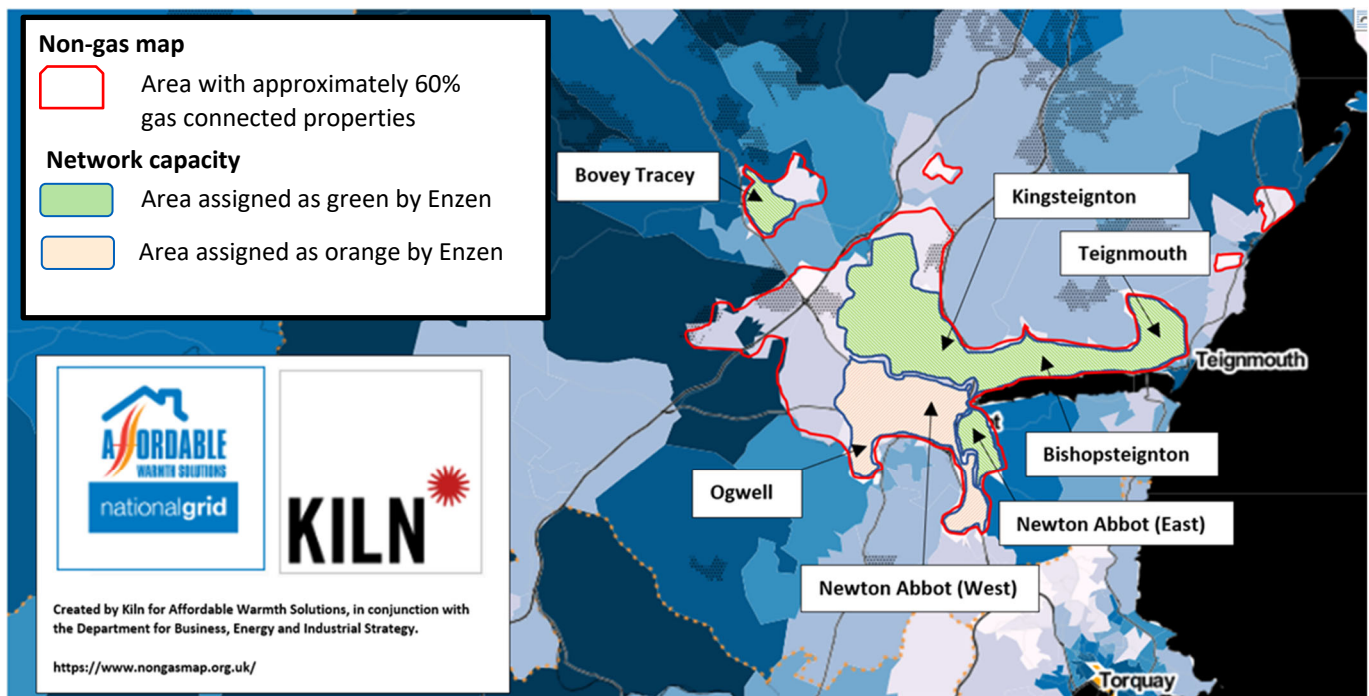 Non-gas map
Area with approximately 60%
gas connected properties
Network capacity
Area assigned as green by Enzen
Area assigned as orange by Enzen
Bovey Tracey
Kingsteignton
Teignmouth
Teignmouth
Bishopsteignton
Ogwell
Newton Abbot (East)
Newton Abbot (West)
Torquay
AFFORDABLE
WARMTH SOLUTIONS
nationalgrid
KILN
Created by Kiln for Affordable Warmth Solutions, in conjunction with
the Department for Business, Energy and Industrial Strategy.
https://www.nongasmap.org.uk/